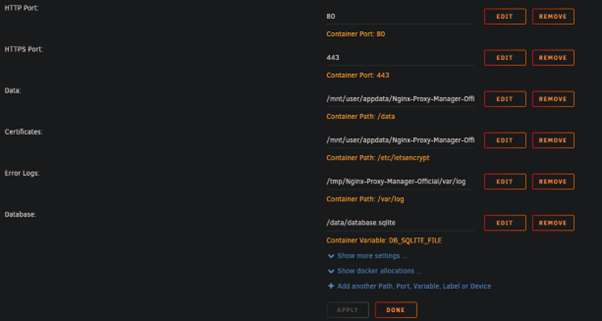 HTTP Port:
80
EDIT
REMOVE
Container Port: 80
HTTPS Port:
443
EDIT
REMOVE
Container Port: 443
Data:
/mnt/user/appdata/Nginx-Proxy-Manager-Offi
EDIT
REMOVE
Container Path: /data
Certificates:
/mnt/user/appdata/Nginx-Proxy-Manager-Offi
EDIT
REMOVE
Container Path: /etc/letsencrypt
Error Logs:
/tmp/Nginx-Proxy-Manager-Official/var/log
EDIT
REMOVE
Container Path: /var/log
Database:
/data/database.sqlite
EDIT
REMOVE
Container Variable: DB_SQLITE_FILE
Show more settings ...
Show docker allocations ...
Add another Path, Port, Variable, Label or Device
APPLY
DONE